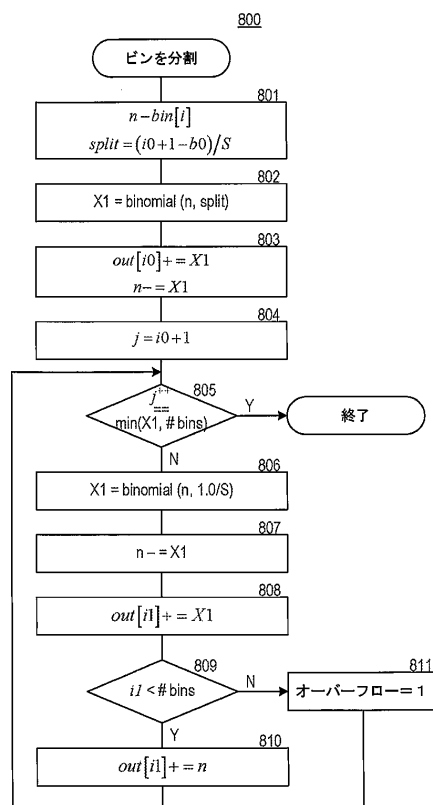 800
ビンを分割
801
n-bin[i]
split=(i0+1-b0)/S
802
X1 = binomial (n, split)
803
out[i0]+=X1
n-=X1
804
j=i0+1
805
j++
==
min(X1, # bins)
Y
終了
N
806
X1 = binomial (n, 1.0/S)
807
n-=X1
808
out[i1]+=X1
809
i1<# bins
N
811
オーバーフロー= 1
Y
810
out[i1]+=n